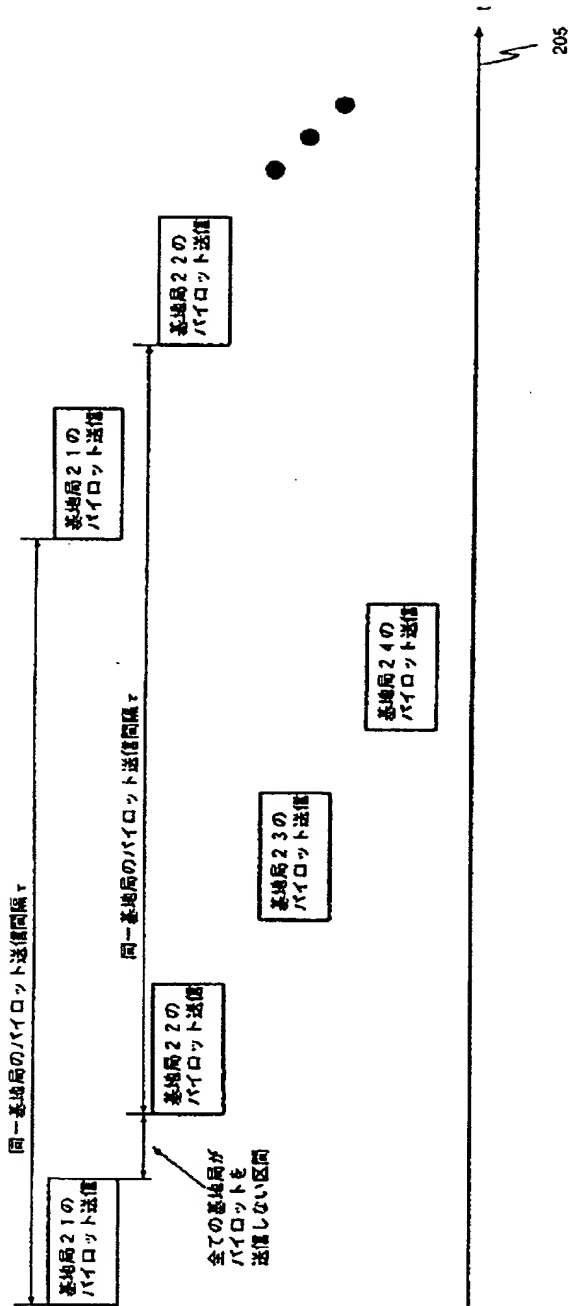 同一基地局のパイロット送信間隔τ
基地局21の
パイロット送信
基地局21の
パイロット送信
同一基地局のパイロット送信間隔τ
基地局22の
パイロット送信
基地局22の
パイロット送信
全ての基地局が
パイロットを
送信しない区間
基地局23の
パイロット送信
基地局24の
パイロット送信
205